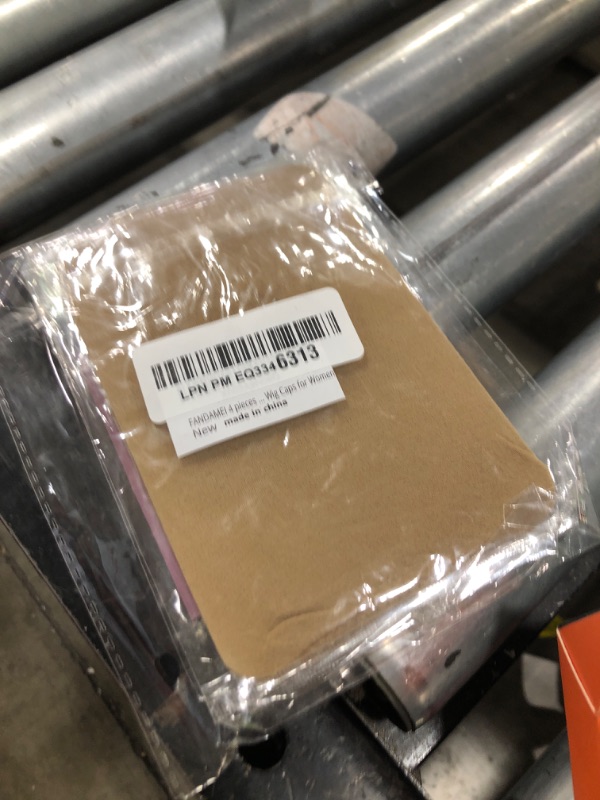 LPN PM EQ3346313
FANDAMEI 4 pieces ... Wig Caps for Women
New made in china